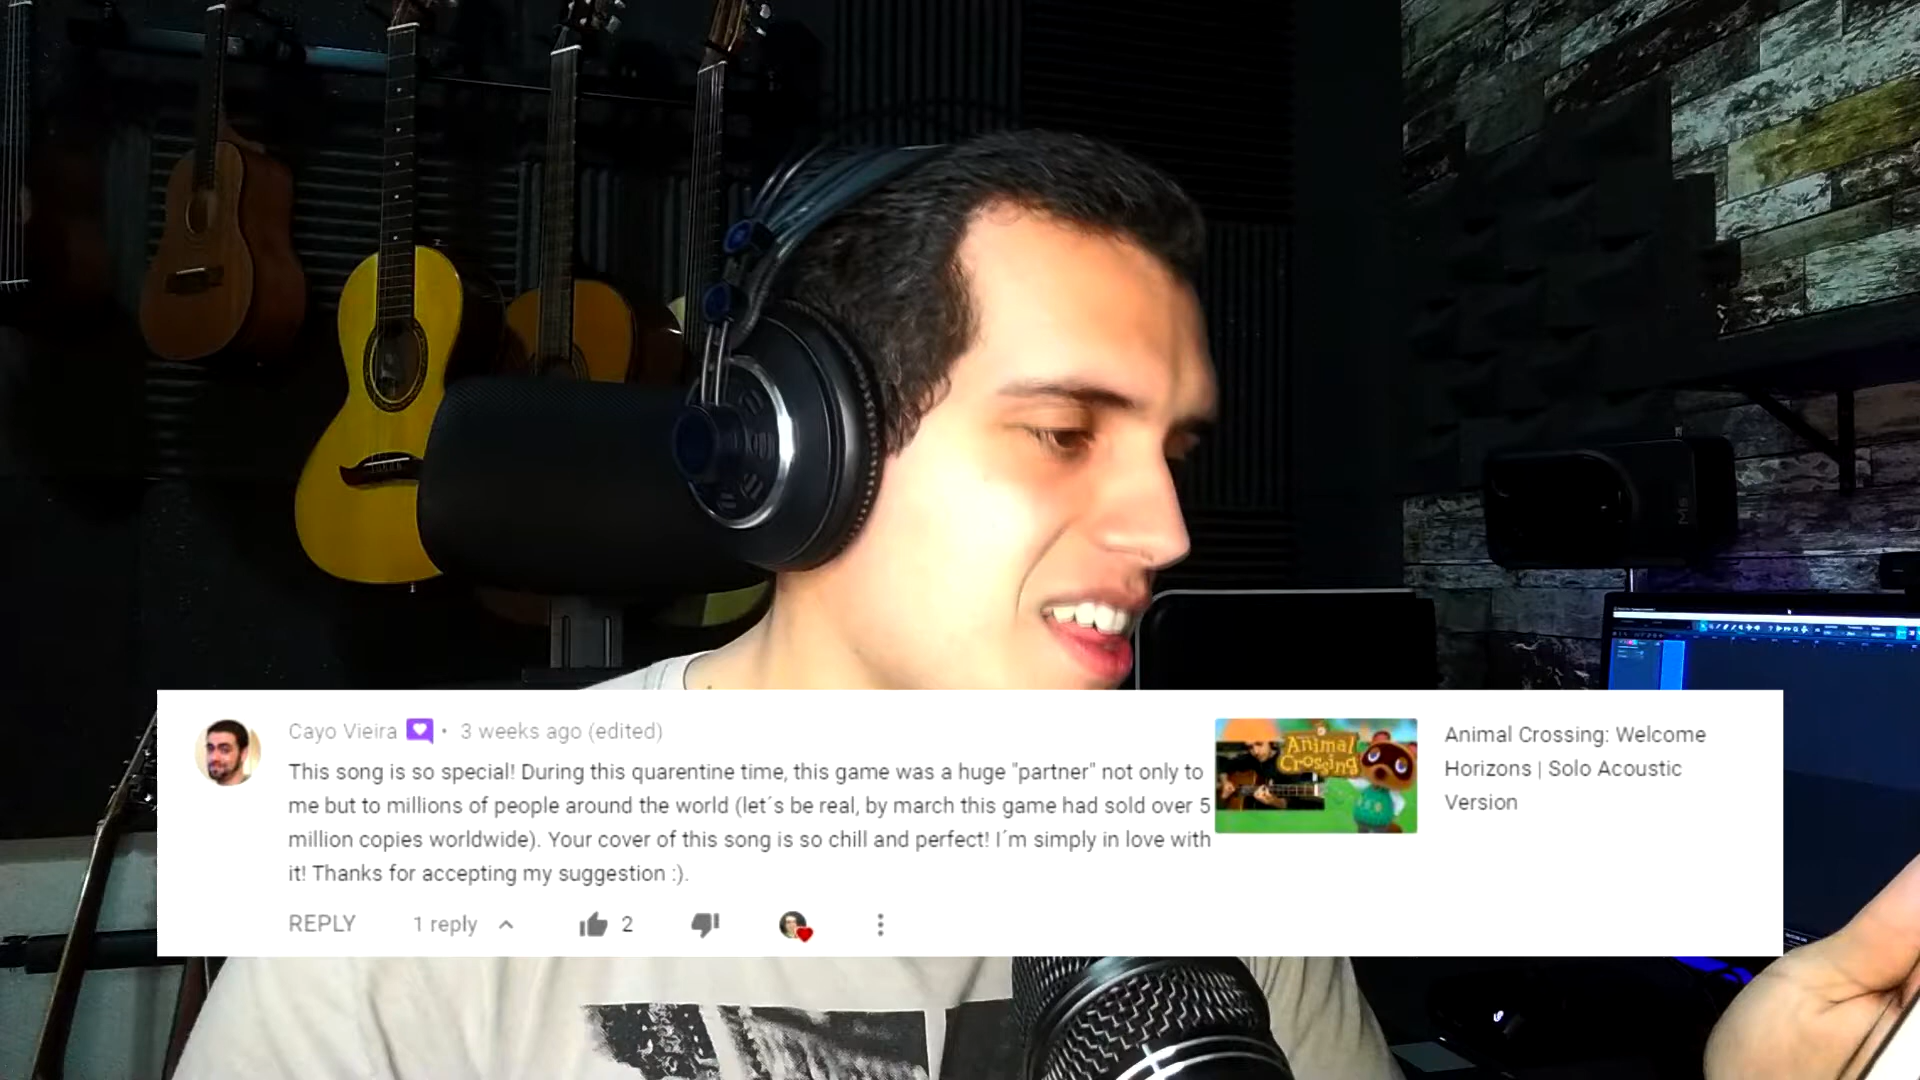 Cayo Vieira • 3 weeks ago (edited)
This song is so special! During this quarentine time, this game was a huge "partner" not only to
me but to millions of people around the world (let´s be real, by march this game had sold over 5
million copies worldwide). Your cover of this song is so chill and perfect! I´m simply in love with
it! Thanks for accepting my suggestion :).
REPLY 1 reply 2
Animal
Crossing
Animal Crossing: Welcome
Horizons | Solo Acoustic
Version